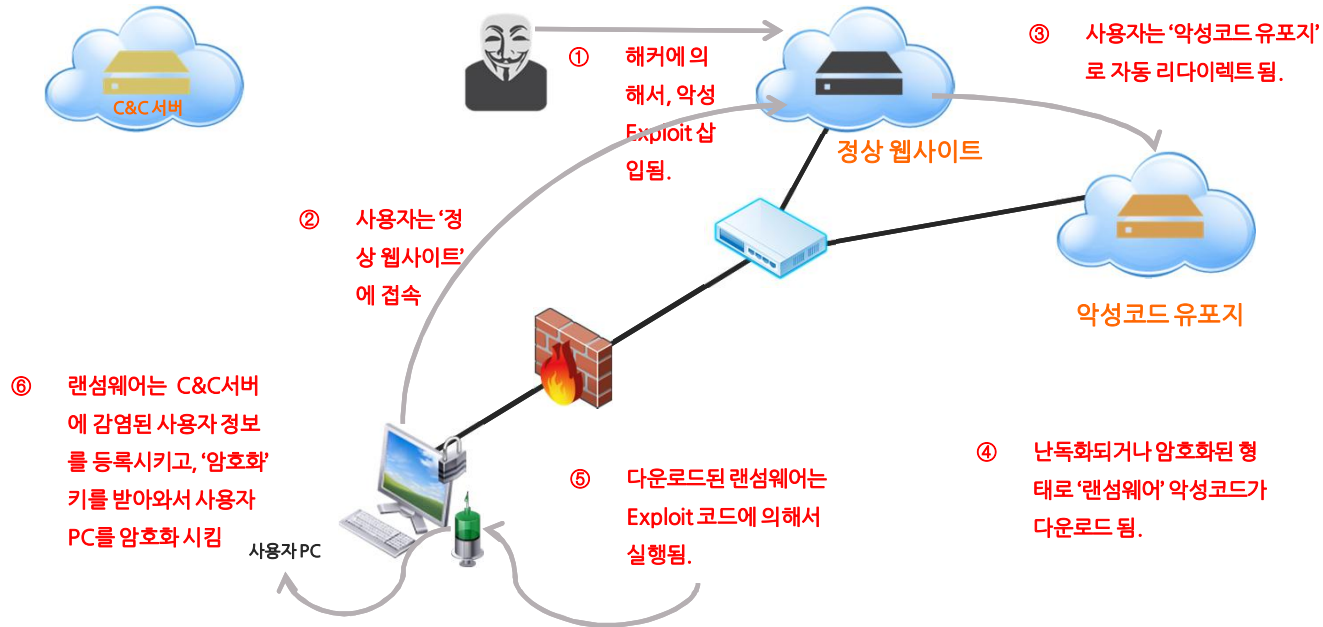 C&C 서버
① 해커에 의
해서, 악성
Exploit 삽
입됨.
정상 웹사이트
② 사용자는 ‘정
상 웹사이트’
에 접속
③ 사용자는 ‘악성코드 유포지’
로 자동 리다이렉트 됨.
악성코드 유포지
④ 난독화되거나 암호화된 형
태로 ‘랜섬웨어’ 악성코드가
다운로드 됨.
⑤ 다운로드된 랜섬웨어는
Exploit 코드에 의해서
실행됨.
⑥ 랜섬웨어는 C&C서버
에 감염된 사용자 정보
를 등록시키고, ‘암호화’
키를 받아와서 사용자
PC를 암호화 시킴
사용자 PC